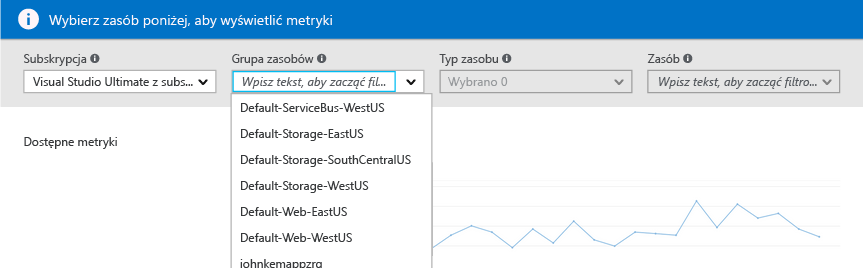 Wybierz zasób poniżej, aby wyświetlić metryki
Subskrypcja Grupa zasobów Typ zasobu Zasób
Visual Studio Ultimate z subs... Wpisz tekst, aby zacząć fil... Wybrano 0 Wpisz tekst, aby zacząć filtro...
Default-ServiceBus-WestUS
Default-Storage-EastUS
Dostępne metryki
Default-Storage-SouthCentralUS
Default-Storage-WestUS
Default-Web-EastUS
Default-Web-WestUS
johnkemappzrg